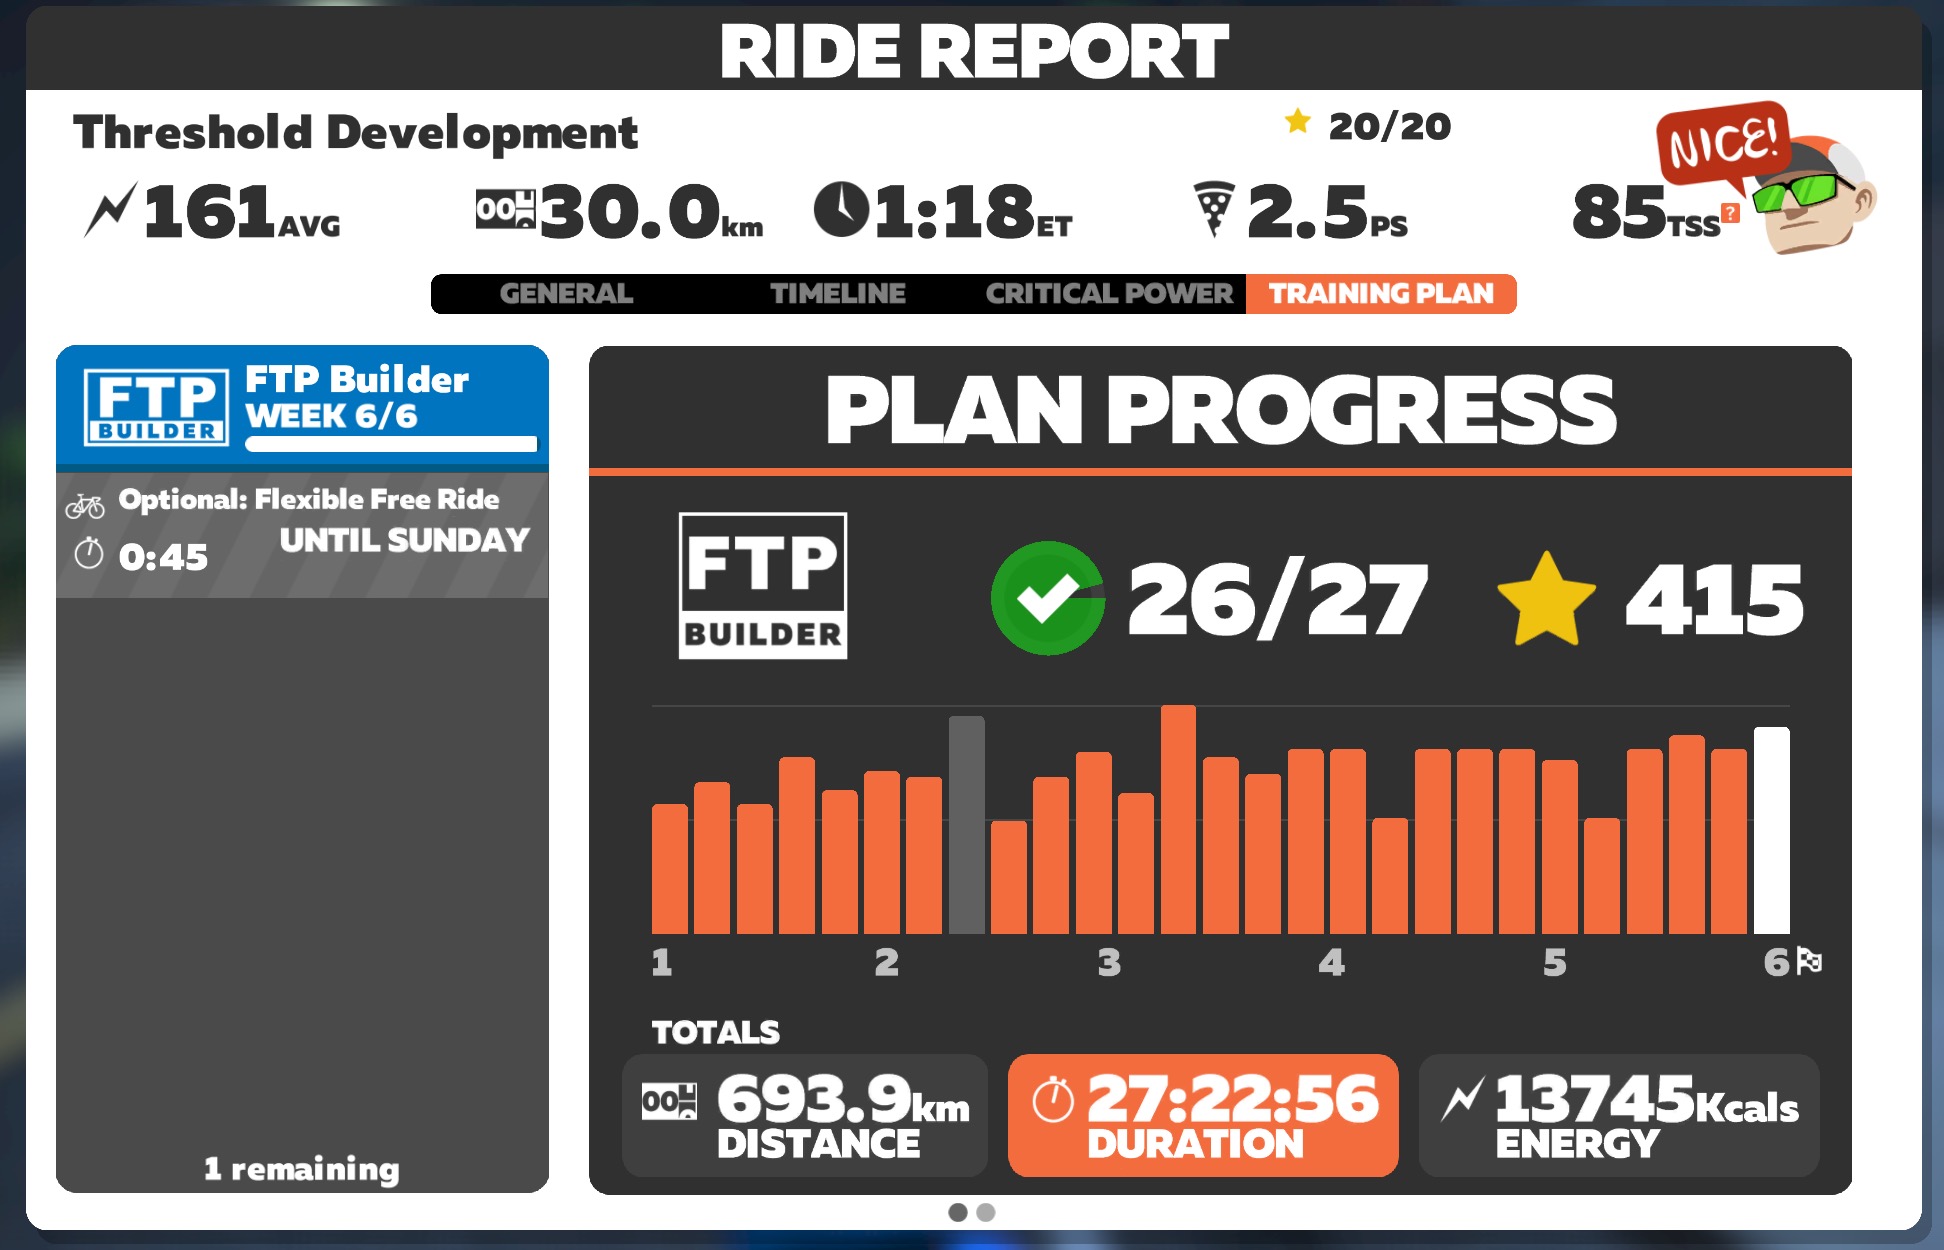 RIDE REPORT
Threshold Development
20/20
NICE!
161AVG
30.0km
1:18ET
2.5PS
85TSS?
GENERAL
TIMELINE
CRITICAL POWER
TRAINING PLAN
FTP
BUILDER
FTP Builder
WEEK 6/6
Optional: Flexible Free Ride
UNTIL SUNDAY
0:45
1 remaining
PLAN PROGRESS
FTP
BUILDER
26/27
415
1 2 3 4 5 6
TOTALS
693.9km
DISTANCE
27:22:56
DURATION
13745Kcals
ENERGY